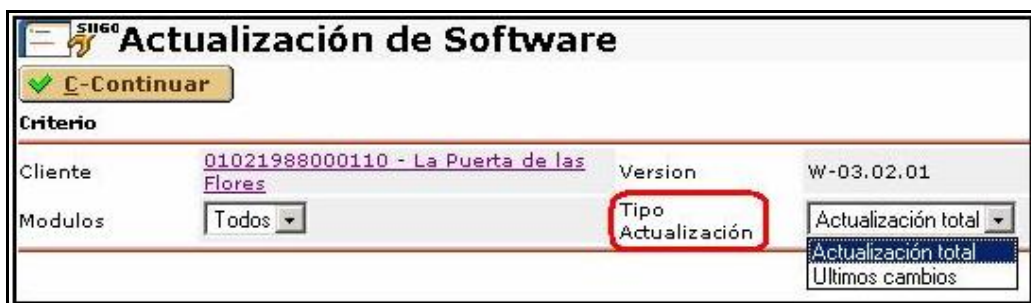 SIIGO Actualización de Software
C-Continuar
Criterio
Cliente 01021988000110 - La Puerta de las Flores Version W-03.02.01
Modulos Todos Tipo Actualización Actualización total
Actualización total
Ultimos cambios